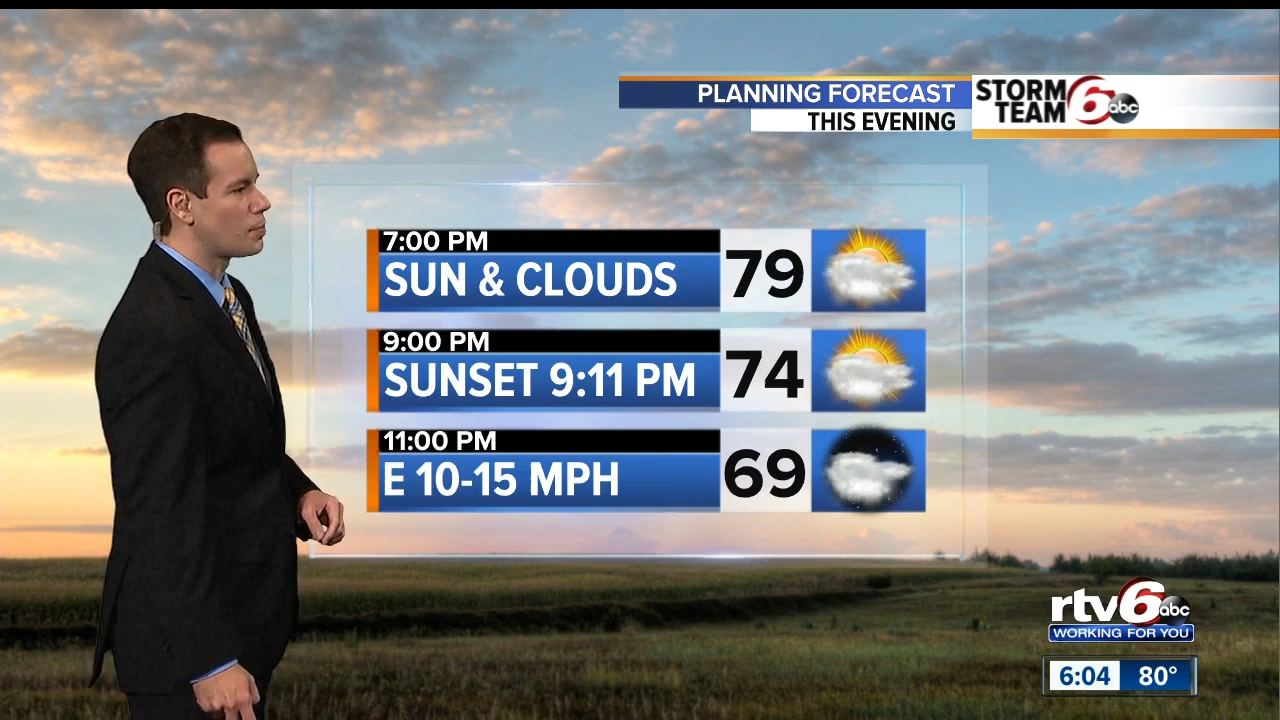 PLANNING FORECAST
THIS EVENING
STORM
TEAM
6
abc
7:00 PM
SUN & CLOUDS
79
9:00 PM
SUNSET 9:11 PM
74
11:00 PM
E 10-15 MPH
69
rtv6
abc
WORKING FOR YOU
6:04 80°